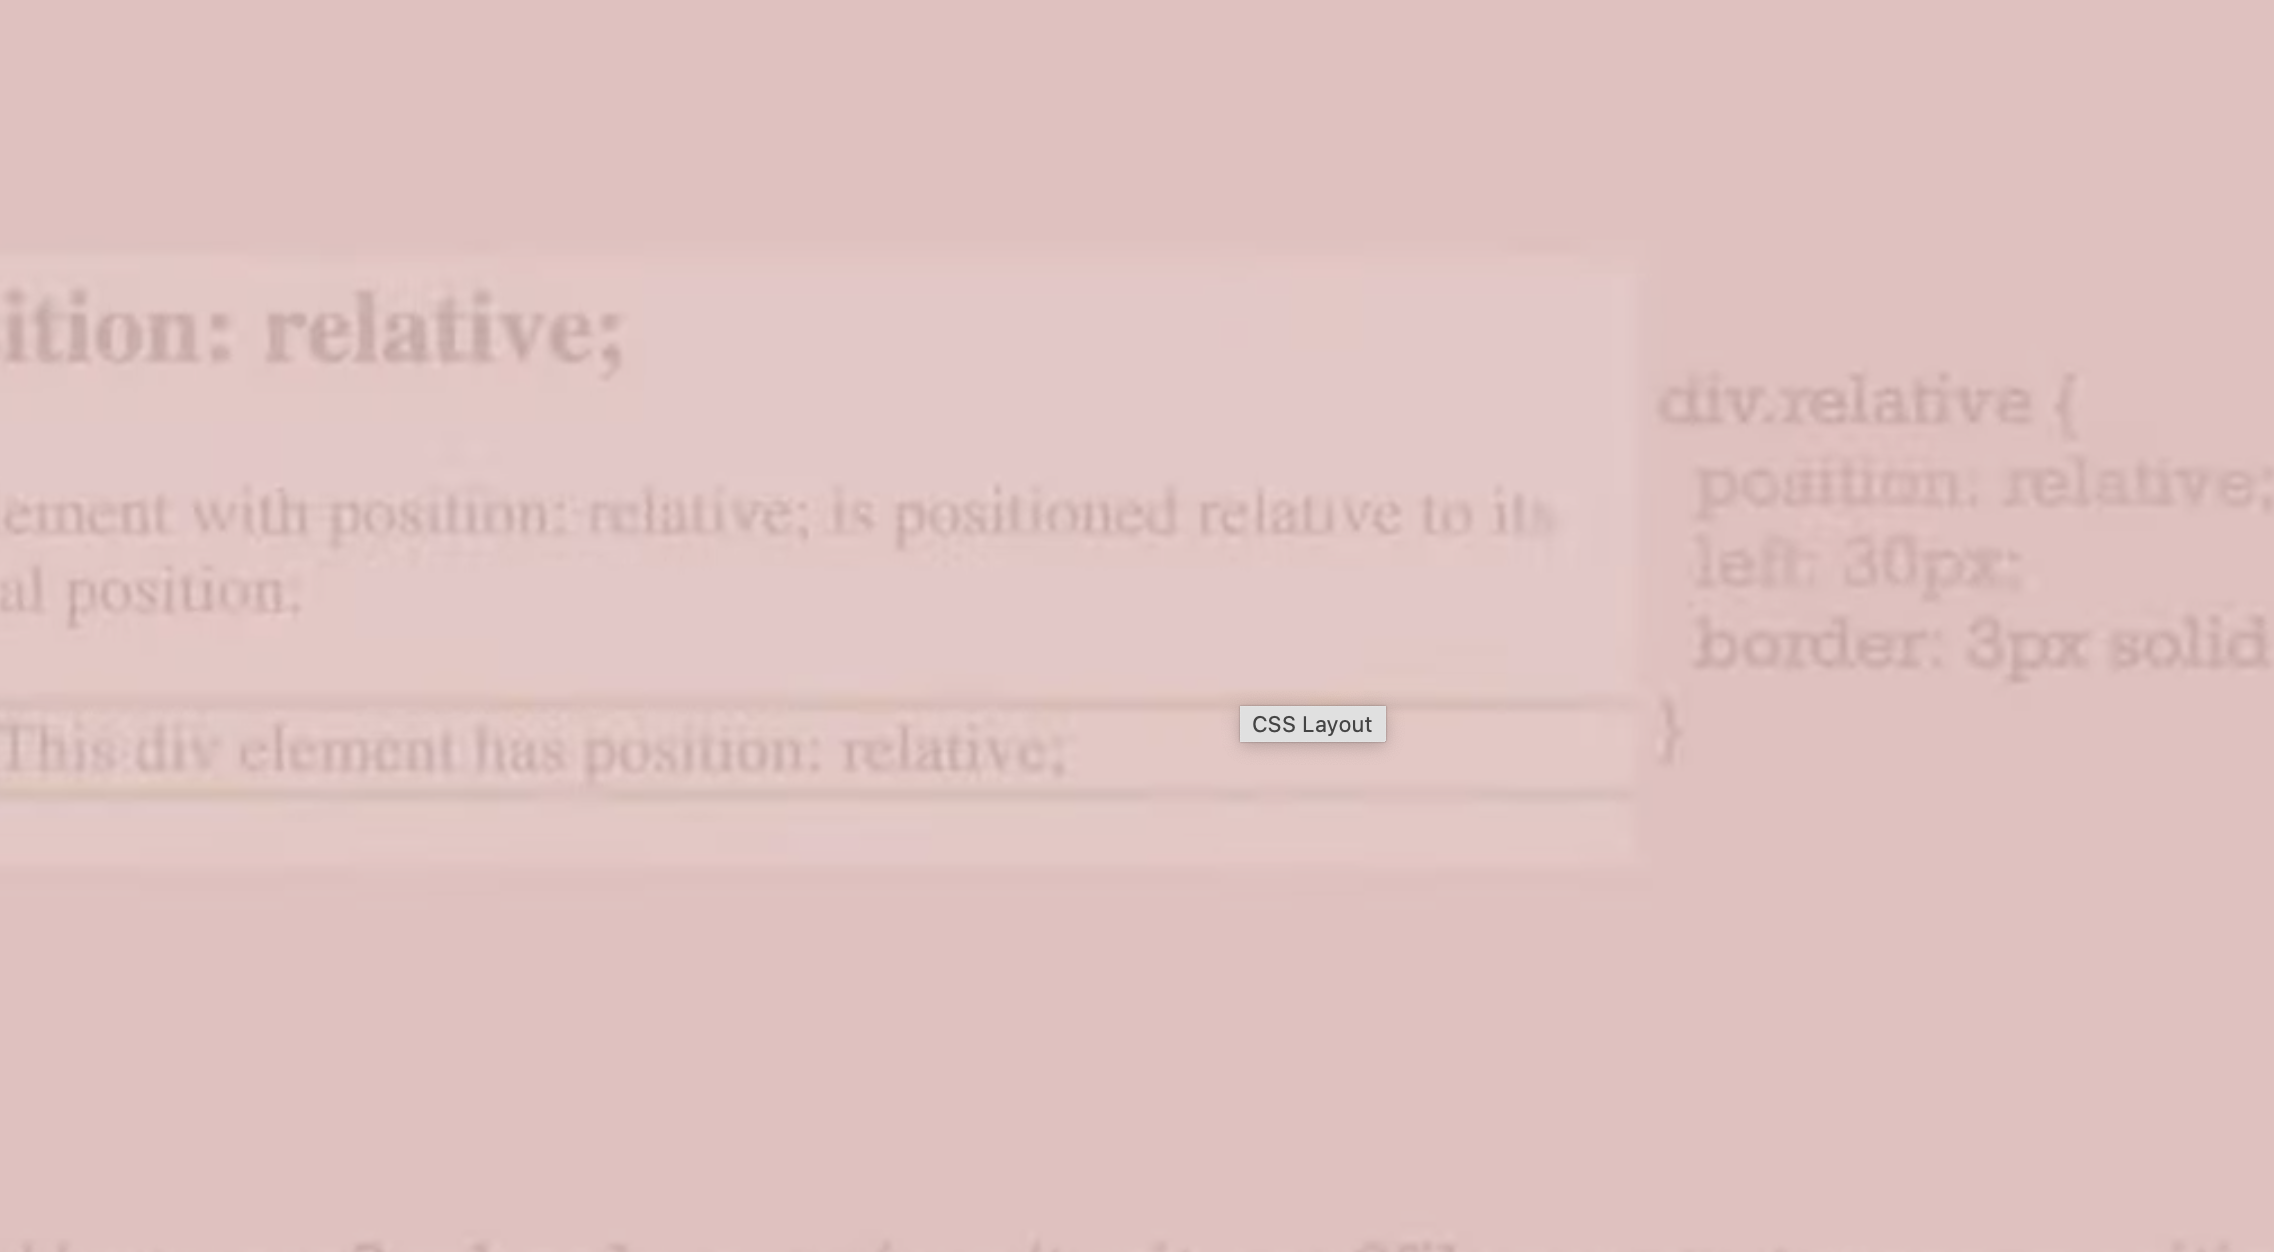 ition: relative;
ement with position: relative; is positioned relative to its
al position:
This div element has position: relative;
div.relative {
position: relative;
left: 30px;
border: 3px solid
}
CSS Layout